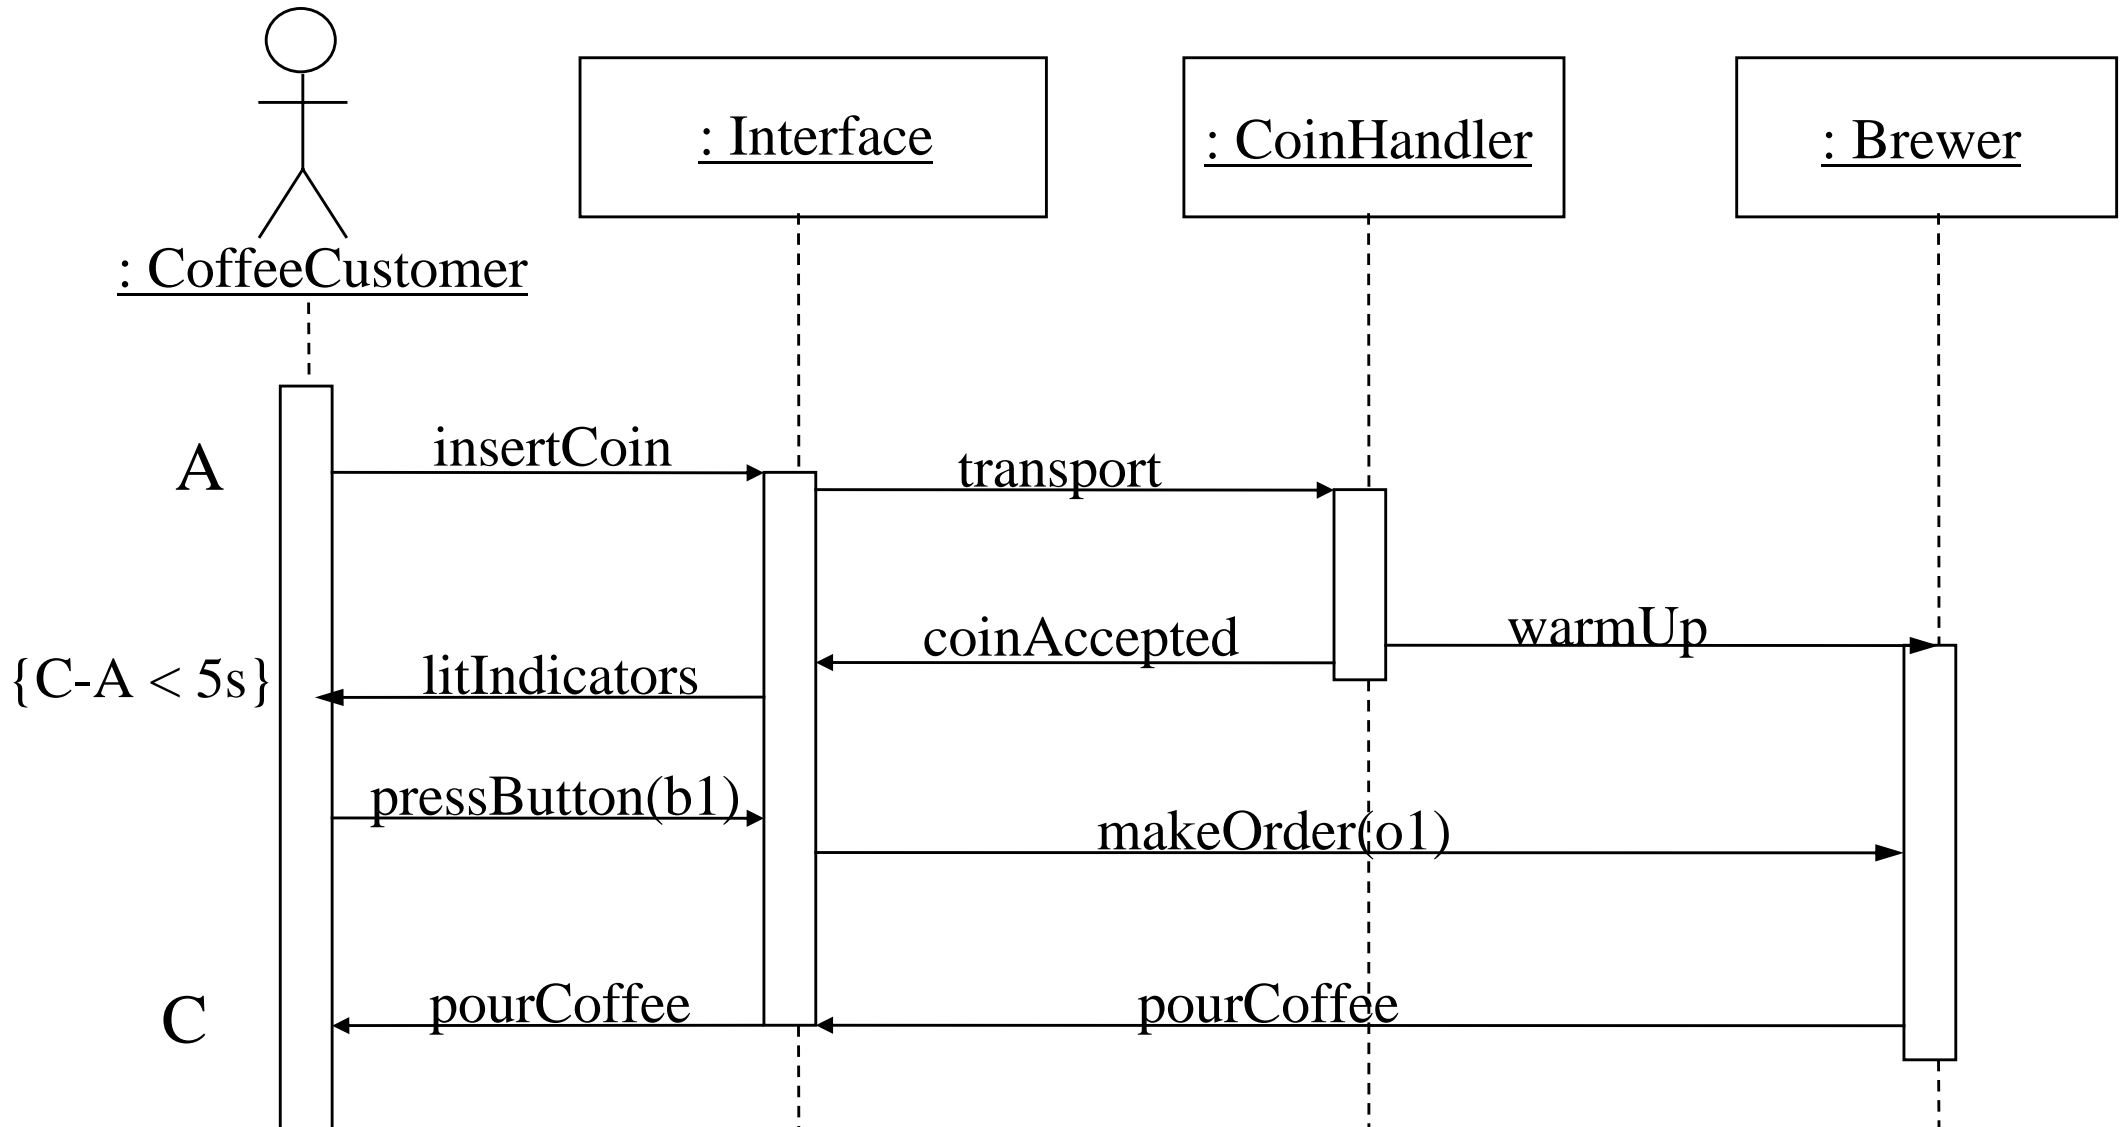 : Interface
: CoinHandler
: Brewer
: CoffeeCustomer
A
insertCoin
transport
warmUp
coinAccepted
{C-A < 5s}
litIndicators
pressButton(b1)
makeOrder(o1)
C
pourCoffee
pourCoffee